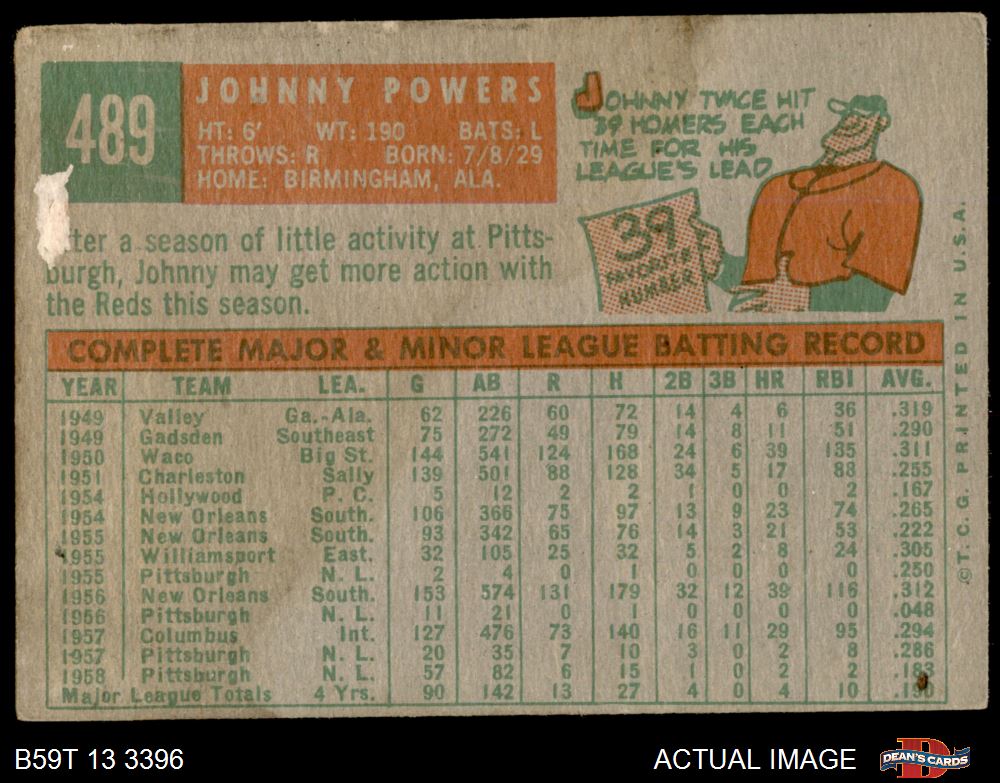 489
JOHNNY POWERS
HT: 6' WT: 190 BATS: L
THROWS: R BORN: 7/8/29
HOME: BIRMINGHAM, ALA.
ter a season of little activity at Pitts-
burgh, Johnny may get more action with
the Reds this season.
JOHNNY TWICE HIT
39 HOMERS EACH
TIME FOR HIS
LEAGUE'S LEAD
39
FAVORITE
NUMBER
COMPLETE MAJOR & MINOR LEAGUE BATTING RECORD
YEAR TEAM LEA. G AB R H 2B 3B HR RBI AVG.
1949 Valley Ga.-Ala. 62 226 60 72 14 4 6 36 .319
1949 Gadsden Southeast 75 272 49 79 14 8 11 51 .290
1950 Waco Big St. 144 541 124 168 24 6 39 135 .311
1951 Charleston Sally 139 501 88 128 34 5 17 88 .255
1954 Hollywood P. C. 5 12 2 2 1 0 0 2 .167
1954 New Orleans South. 106 366 75 97 13 9 23 74 .265
1955 New Orleans South. 93 342 65 76 14 3 21 53 .222
1955 Williamsport East. 32 105 25 32 5 2 8 24 .305
1955 Pittsburgh N. L. 2 4 0 1 0 0 0 0 .250
1956 New Orleans South. 153 574 131 179 32 12 39 116 .312
1956 Pittsburgh N. L. 11 21 0 1 0 0 0 0 .048
1957 Columbus Int. 127 476 73 140 16 11 29 95 .294
1957 Pittsburgh N. L. 20 35 7 10 3 0 2 8 .286
1958 Pittsburgh N. L. 57 82 6 15 1 0 2 2 .183
Major League Totals 4 Yrs. 90 142 13 27 4 0 4 10
©T. C. G. PRINTED IN U.S.A.
B59T 13 3396
ACTUAL IMAGE
DEAN'S CARDS